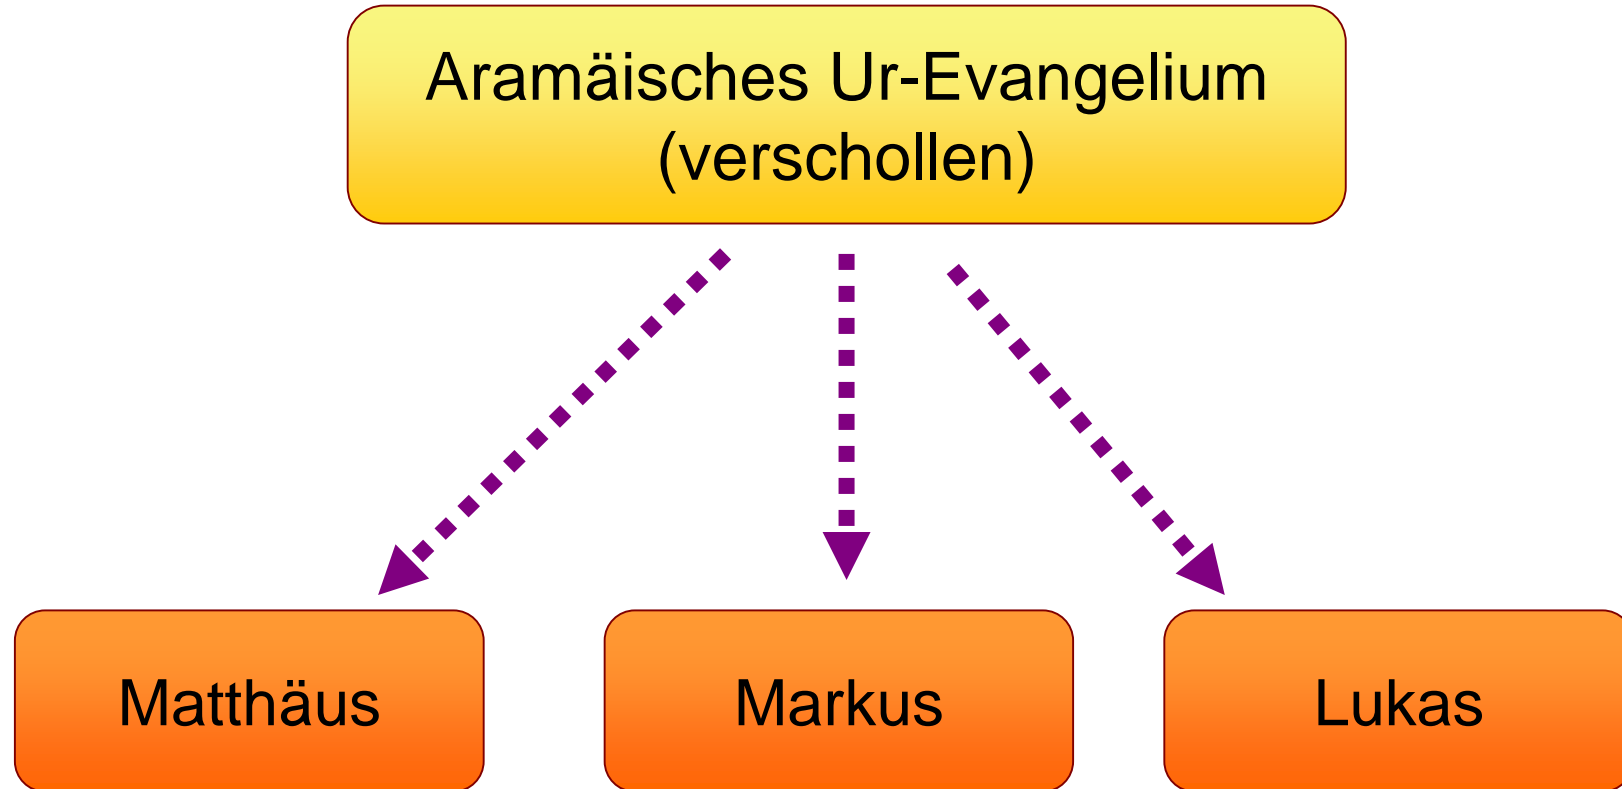 Aramäisches Ur-Evangelium
(verschollen)
Matthäus
Markus
Lukas